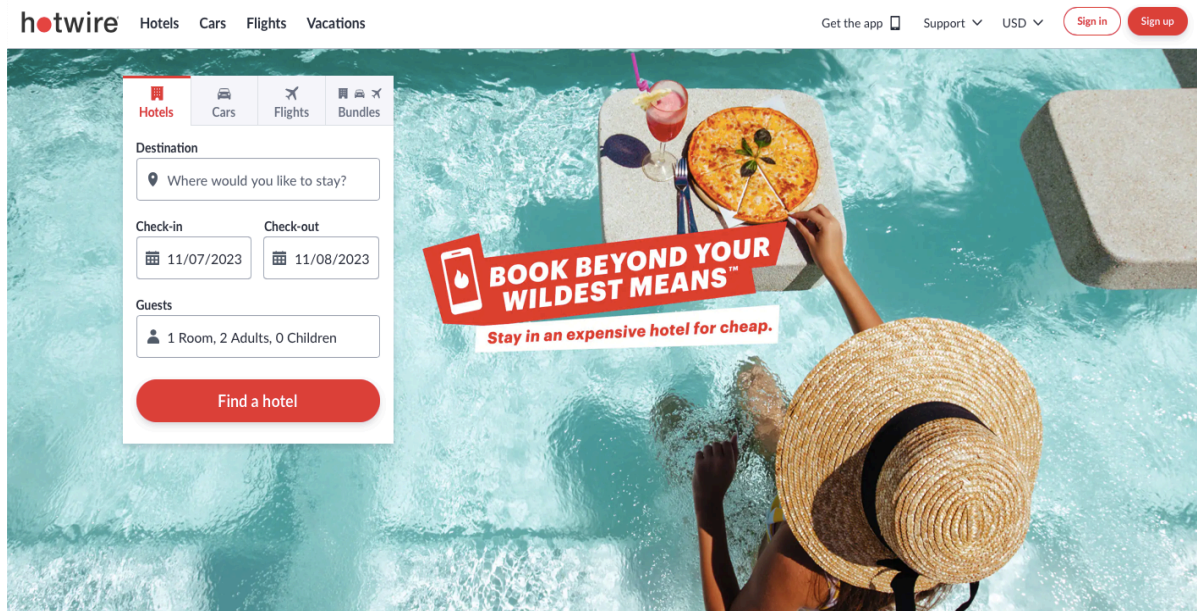 hotwire
Hotels Cars Flights Vacations
Get the app Support USD Sign in Sign up
Hotels Cars Flights Bundles
Destination
Where would you like to stay?
Check-in Check-out
11/07/2023 11/08/2023
Guests
1 Room, 2 Adults, 0 Children
Find a hotel
BOOK BEYOND YOUR
WILDEST MEANS™
Stay in an expensive hotel for cheap.